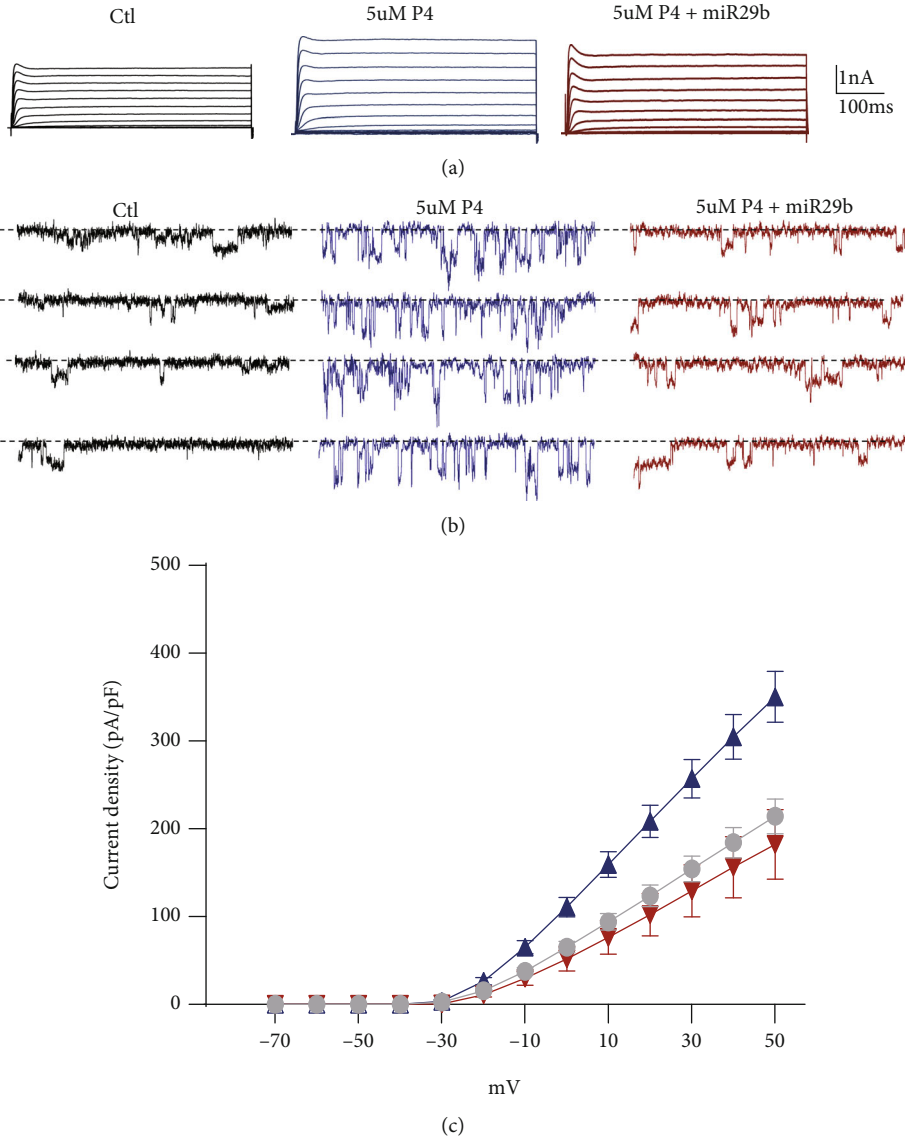 Ctl
5uM P4
5uM P4 + miR29b
1nA
100ms
(a)
Ctl
5uM P4
5uM P4 + miR29b
(b)
500
400
300
200
100
0
Current density (pA/pF)
–70
–50
–30
–10
10
30
50
mV
(c)